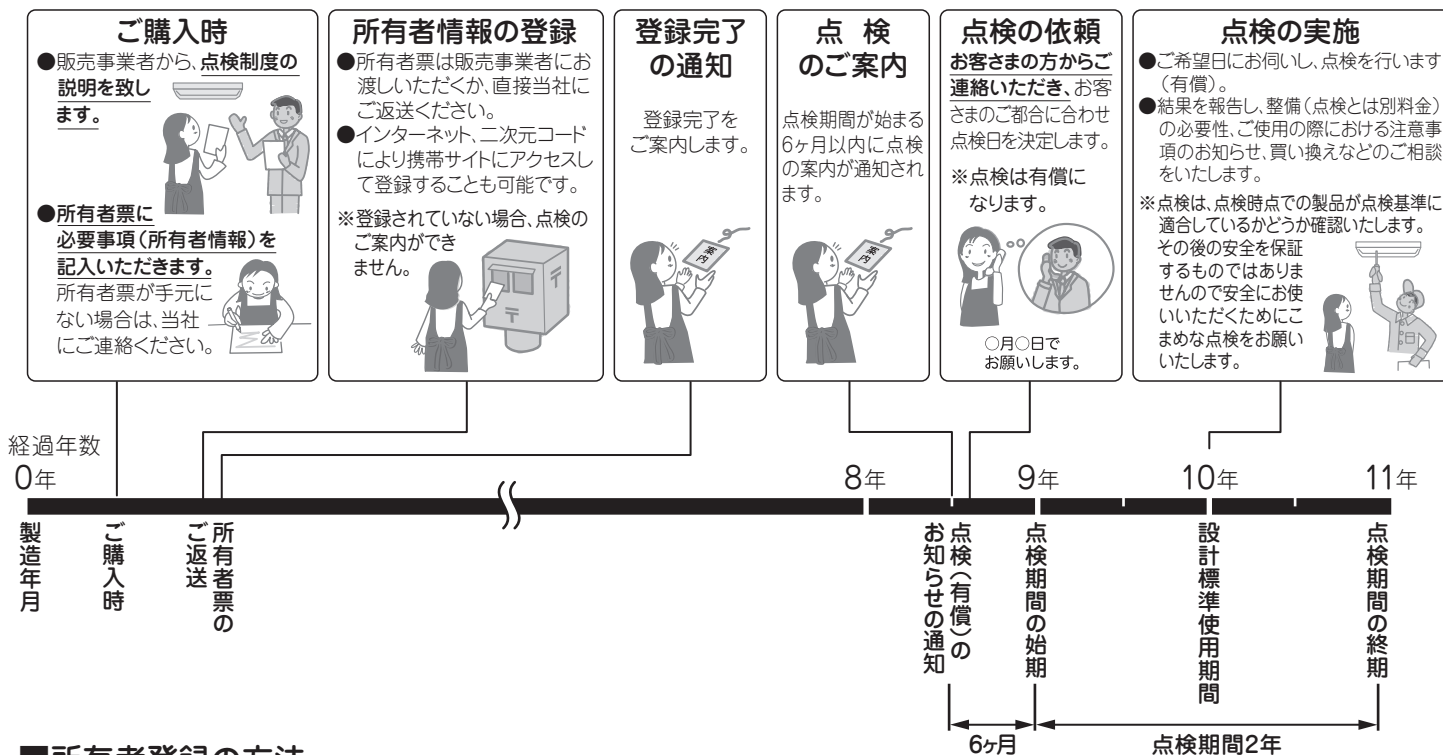 ご購入時
●販売事業者から、点検制度の
説明を致し
ます。
●所有者票に
必要事項(所有者情報)を
記入いただきます。
所有者票が手元に
ない場合は、当社
にご連絡ください。
所有者情報の登録
●所有者票は販売事業者にお
渡しいただくか、直接当社に
ご返送ください。
●インターネット、二次元コード
により携帯サイトにアクセスし
て登録することも可能です。
※登録されていない場合、点検の
ご案内ができ
ません。
〒
〒
登録完了
の通知
登録完了を
ご案内します。
案内
点 検
のご案内
点検期間が始まる
6ヶ月以内に点検
の案内が通知され
ます。
案内
点検の依頼
お客さまの方からご
連絡いただき、お客
さまのご都合に合わせ
点検日を決定します。
※点検は有償に
なります。
○月○日で
お願いします。
点検の実施
●ご希望日にお伺いし、点検を行います
(有償)。
●結果を報告し、整備(点検とは別料金)
の必要性、ご使用の際における注意事
項のお知らせ、買い換えなどのご相談
をいたします。
※点検は、点検時点での製品が点検基準に
適合しているかどうか確認いたします。
その後の安全を保証
するものではありま
せんので安全にお使
いいただくためにこ
まめな点検をお願い
いたします。
経過年数
0年
8年
9年
10年
11年
製造年月
ご購入時
所有者票の
ご返送
点検(有償)の
お知らせの通知
点検期間の始期
設計標準使用期間
点検期間の終期
6ヶ月
点検期間2年
■所有者登録の方法